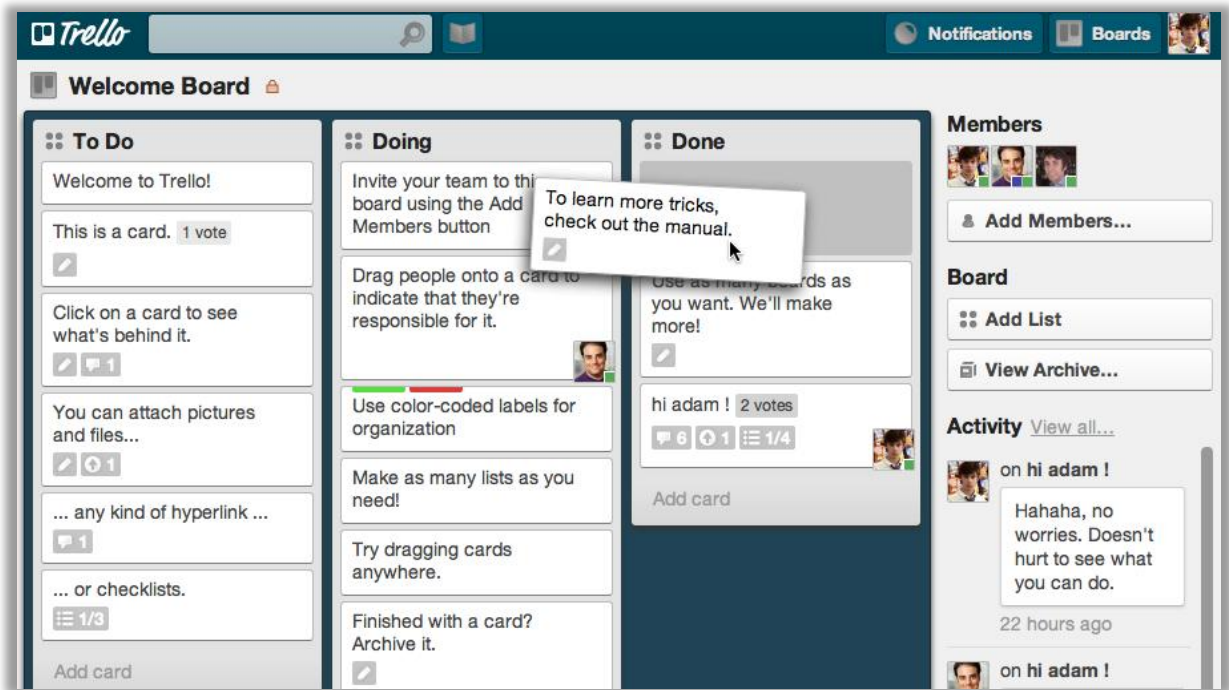 Trello
Notifications
Boards
Welcome Board
To Do
Welcome to Trello!
This is a card. 1 vote
Click on a card to see
what's behind it.
1
You can attach pictures
and files...
1
... any kind of hyperlink ...
1
... or checklists.
1/3
Add card
Doing
Invite your team to thi
board using the Add
Members button
Drag people onto a card to
indicate that they're
responsible for it.
Use color-coded labels for
organization
Make as many lists as you
need!
Try dragging cards
anywhere.
Finished with a card?
Archive it.
Done
To learn more tricks,
check out the manual.
Use as many boards as
you want. We'll make
more!
hi adam ! 2 votes
6 1 1/4
Add card
Members
Add Members...
Board
Add List
View Archive...
Activity View all...
on hi adam !
Hahaha, no
worries. Doesn't
hurt to see what
you can do.
22 hours ago
on hi adam !